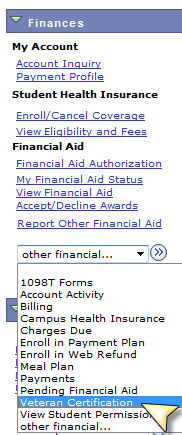 Finances
My Account
Account Inquiry
Payment Profile
Student Health Insurance
Enroll/Cancel Coverage
View Eligibility and Fees
Financial Aid
Financial Aid Authorization
My Financial Aid Status
View Financial Aid
Accept/Decline Awards
Report Other Financial Aid
other financial...
1098T Forms
Account Activity
Billing
Campus Health Insurance
Charges Due
Enroll in Payment Plan
Enroll in Web Refund
Meal Plan
Payments
Pending Financial Aid
Veteran Certification
View Student Permission
other financial...